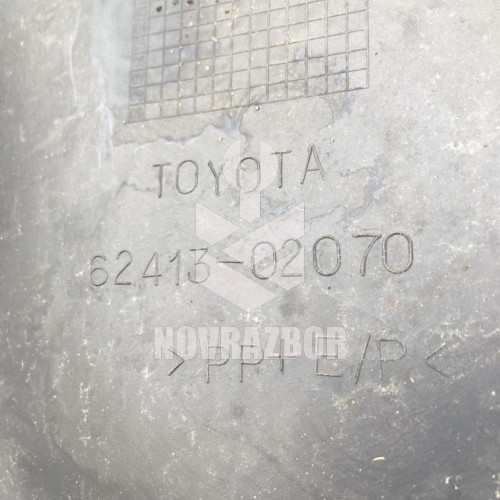 TOYOTA
62413-02070
NOVRAZBOR
>PP+E/P<